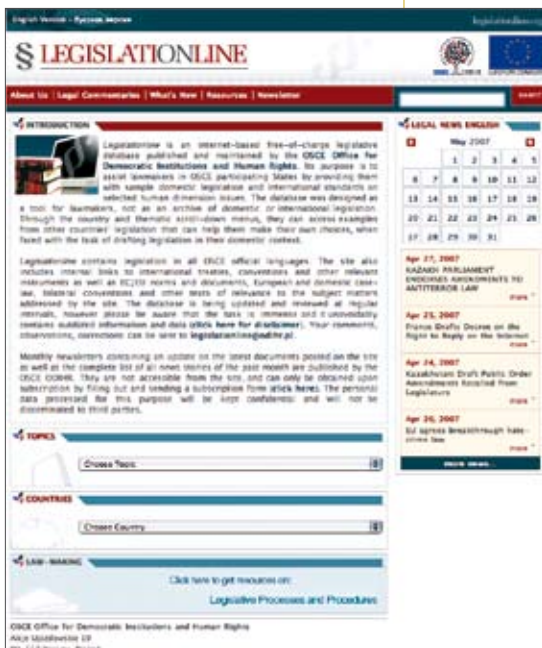 English Version - Русская Версия
legislationline.org
§ LEGISLATIONLINE
About Us | Legal Commentaries | What's New | Resources | Newsletter
INTRODUCTION
Legislationline is an internet-based free-of-charge legislative
database published and maintained by the OSCE Office for
Democratic Institutions and Human Rights. Its purpose is to
assist lawmakers in OSCE participating States by providing them
with sample domestic legislation and international standards on
selected human dimension issues. The database was designed as
a tool for lawmakers, not as an archive of domestic or international legislation.
Through the country and thematic scroll-down menus, they can access examples
from other countries' legislation that can help them make their own choices, when
faced with the task of drafting legislation in their domestic context.
Legislationline contains legislation in all OSCE official languages. The site also
includes internal links to international treaties, conventions and other relevant
instruments as well as EC/EU norms and documents, European and domestic case-
law, bilateral conventions and other texts of relevance to the subject matters
addressed by the site. The database is being updated and reviewed at regular
intervals, however please be aware that the task is immense and it unavoidably
contains outdated information and data (click here for disclaimer). Your comments,
observations, corrections can be sent to legislationline@odihr.pl.
Monthly newsletters containing an update on the latest documents posted on the site
as well as the complete list of all news stories of the past month are published by the
OSCE ODIHR. They are not accessible from the site, and can only be obtained upon
subscription by filling out and sending a subscription form (click here). The personal
data processed for this purpose will be kept confidential and will not be
disseminated to third parties.
TOPICS
Choose Topic
COUNTRIES
Choose Country
LAW-MAKING
Click here to get resources on:
Legislative Processes and Procedures
OSCE Office for Democratic Institutions and Human Rights
LEGAL NEWS ENGLISH
May 2007
1 2 3 4 5
6 7 8 9 10 11 12
13 14 15 16 17 18 19
20 21 22 23 24 25 26
27 28 29 30 31
Apr 27, 2007
KAZAKH PARLIAMENT
ENDORSES AMENDMENTS TO
ANTITERROR LAW
more
Apr 25, 2007
France Drafts Decree on the
Right to Reply on the Internet
more
Apr 24, 2007
Kazakhstan: Draft Public Order
Amendments Recalled from
Legislature
more
Apr 20, 2007
EU agrees breakthrough hate-
crime law
more
more news...